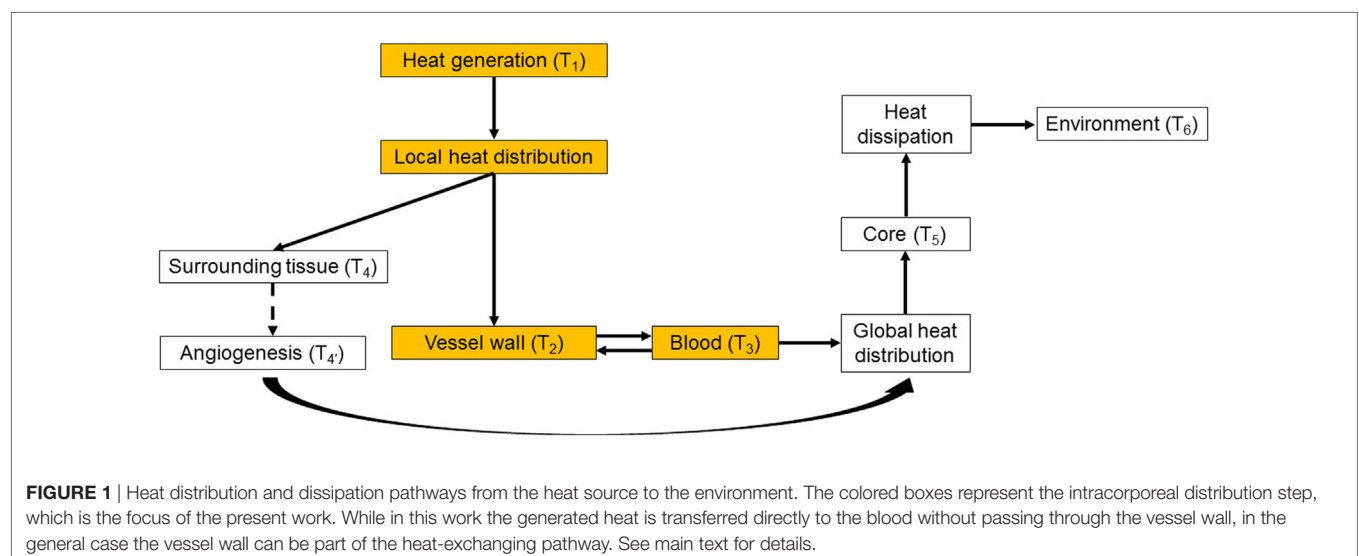 Heat generation (T1)
Local heat distribution
Heat
dissipation
Environment (T6)
Core (T5)
Surrounding tissue (T4)
Angiogenesis (T4')
Vessel wall (T2)
Blood (T3)
Global heat
distribution
FIGURE 1 | Heat distribution and dissipation pathways from the heat source to the environment. The colored boxes represent the intracorporeal distribution step,
which is the focus of the present work. While in this work the generated heat is transferred directly to the blood without passing through the vessel wall, in the
general case the vessel wall can be part of the heat-exchanging pathway. See main text for details.